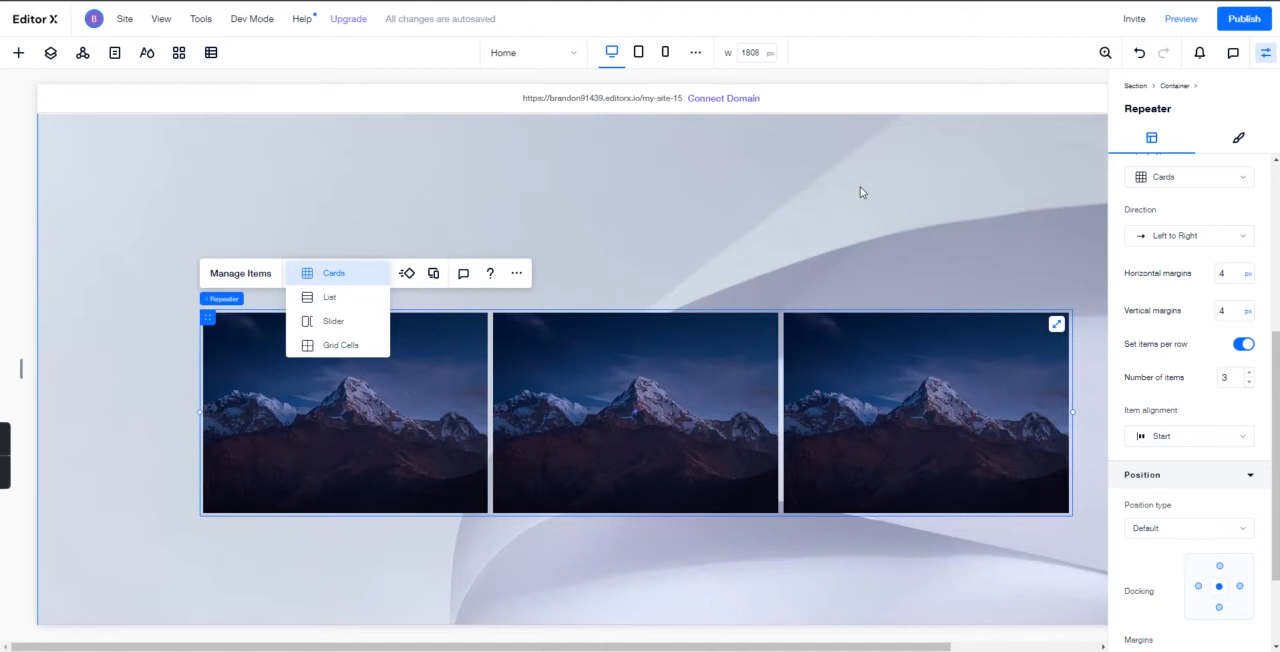 Editor X
B
Site
View
Tools
Dev Mode
Help
Upgrade
All changes are autosaved
Invite
Preview
Publish
Home
W 1808 px
https://brandon91439.editorx.io/my-site-15 Connect Domain
Section > Container >
Repeater
Cards
Direction
Left to Right
Horizontal margins 4 px
Vertical margins 4 px
Set items per row
Number of items 3
Item alignment
Start
Position
Position type
Default
Docking
Margins
Manage Items
Cards
List
Slider
Grid Cells
?
‹ Repeater